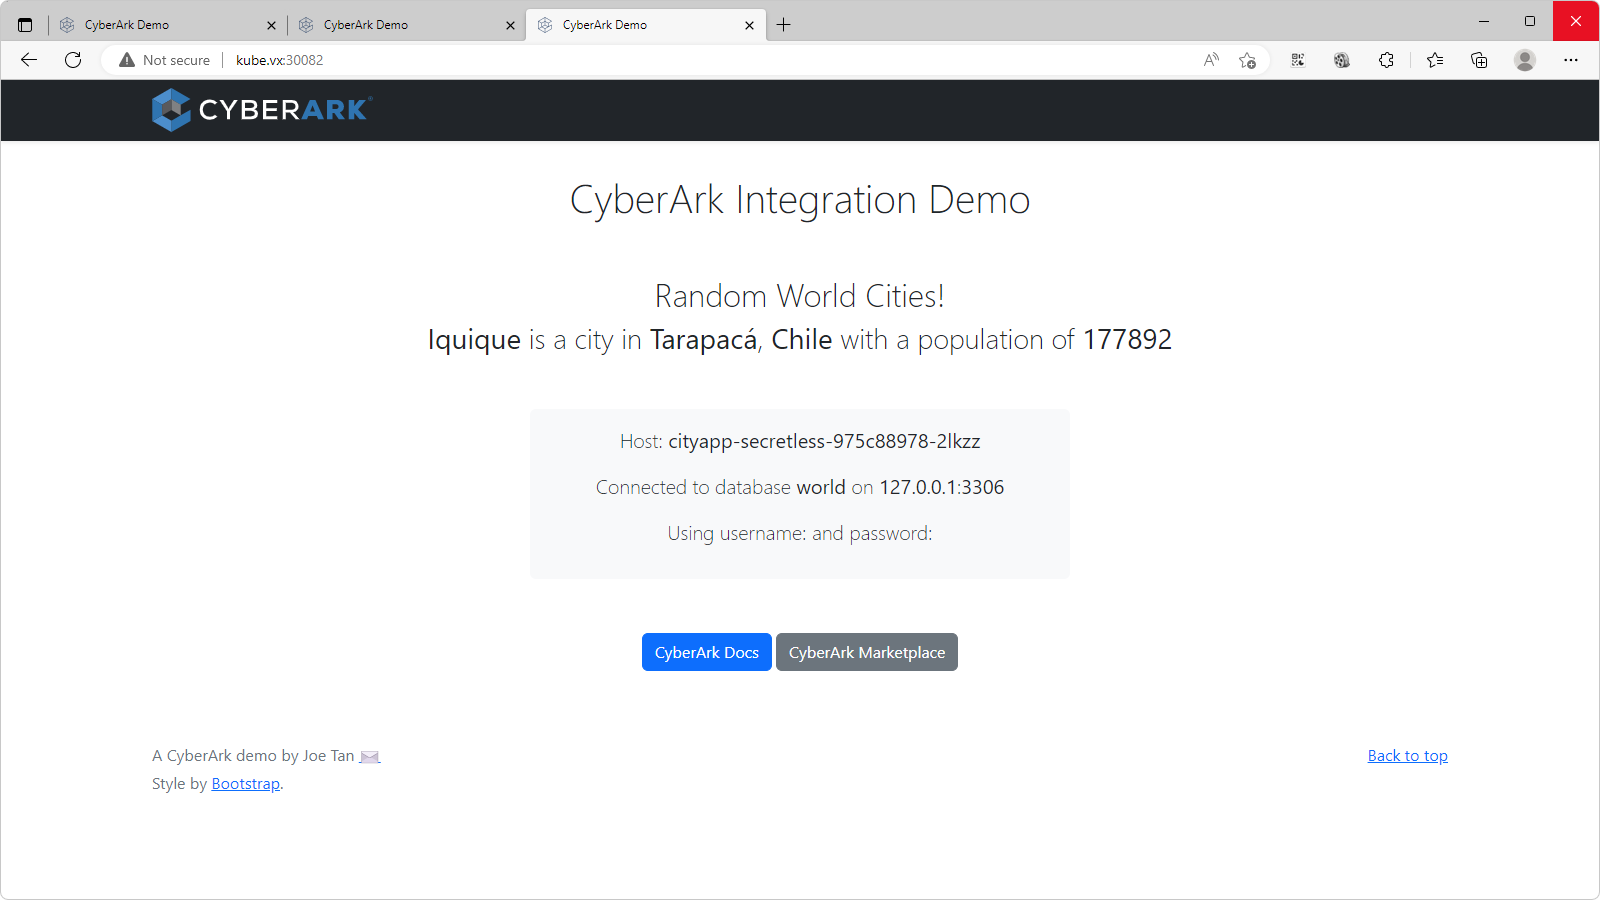 CyberArk Demo
CyberArk Demo
CyberArk Demo
Not secure
kube.vx:30082
CYBERARK®
CyberArk Integration Demo
Random World Cities!
Iquique is a city in Tarapacá, Chile with a population of 177892
Host: cityapp-secretless-975c88978-2lkzz
Connected to database world on 127.0.0.1:3306
Using username: and password:
CyberArk Docs
CyberArk Marketplace
A CyberArk demo by Joe Tan
Back to top
Style by Bootstrap.